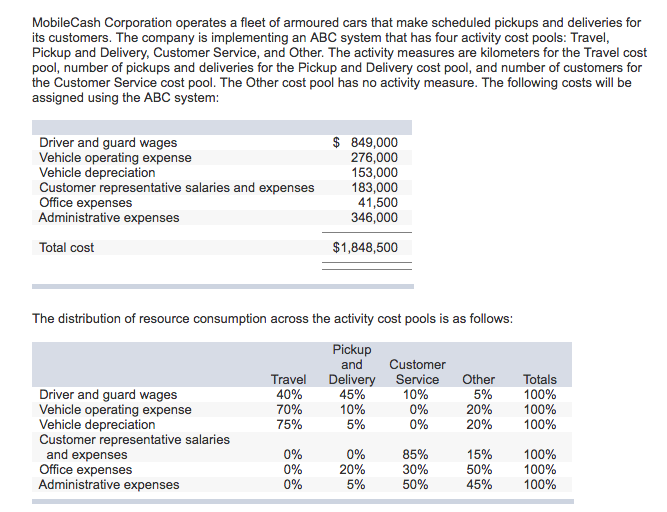 MobileCash Corporation operates a fleet of armoured cars that make scheduled pickups and deliveries for
its customers. The company is implementing an ABC system that has four activity cost pools: Travel,
Pickup and Delivery, Customer Service, and Other. The activity measures are kilometers for the Travel cost
pool, number of pickups and deliveries for the Pickup and Delivery cost pool, and number of customers for
the Customer Service cost pool. The Other cost pool has no activity measure. The following costs will be
assigned using the ABC system:
Driver and guard wages $ 849,000
Vehicle operating expense 276,000
Vehicle depreciation 153,000
Customer representative salaries and expenses 183,000
Office expenses 41,500
Administrative expenses 346,000
Total cost $1,848,500
The distribution of resource consumption across the activity cost pools is as follows:
Pickup
and Customer
Travel Delivery Service Other Totals
Driver and guard wages 40% 45% 10% 5% 100%
Vehicle operating expense 70% 10% 0% 20% 100%
Vehicle depreciation 75% 5% 0% 20% 100%
Customer representative salaries
and expenses 0% 0% 85% 15% 100%
Office expenses 0% 20% 30% 50% 100%
Administrative expenses 0% 5% 50% 45% 100%